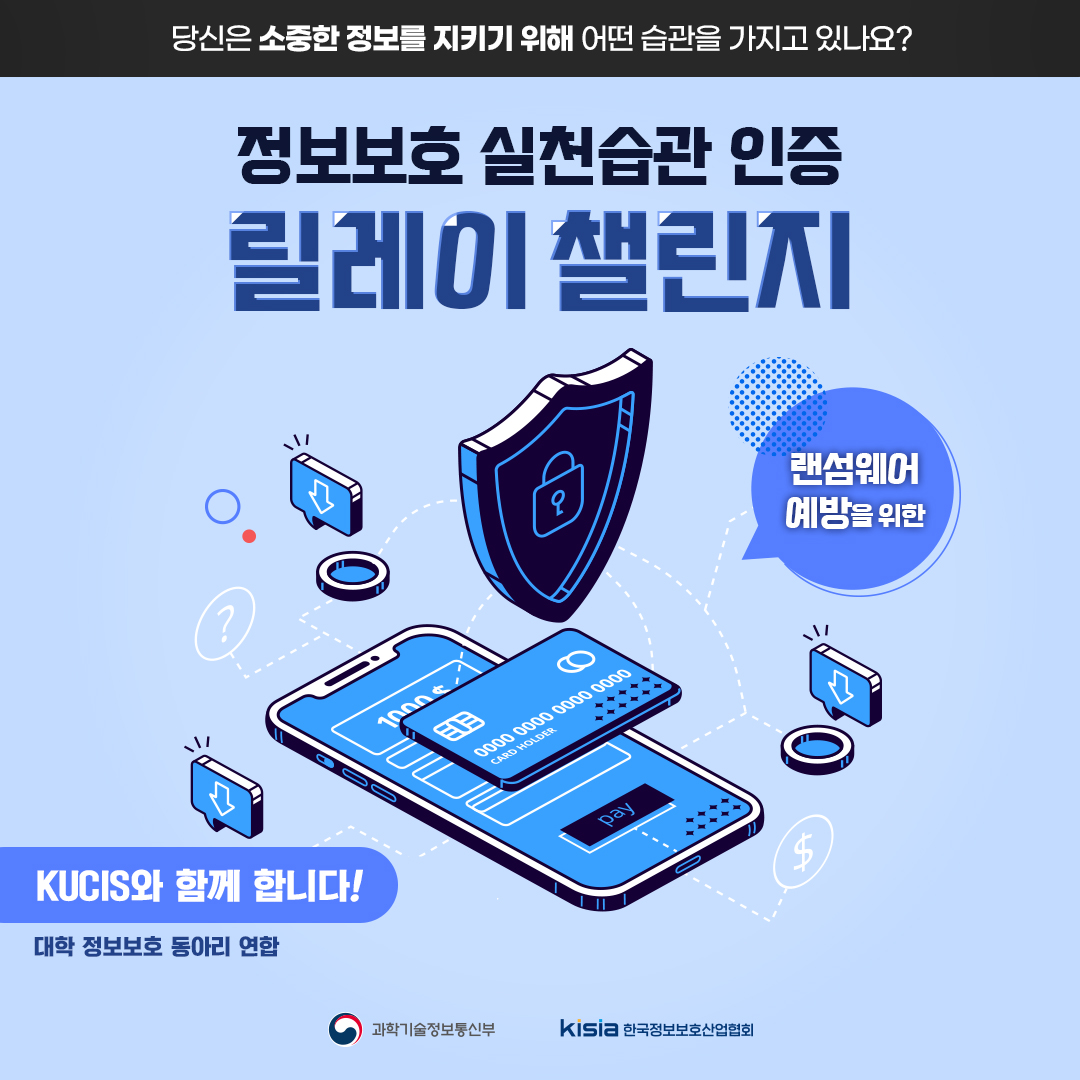 당신은 소중한 정보를 지키기 위해 어떤 습관을 가지고 있나요?
정보보호 실천습관 인증
릴레이 챌린지
랜섬웨어
예방을 위한
?
1000 $
0000 0000 0000 0000
CARD HOLDER
pay
$
KUCIS와 함께 합니다!
대학 정보보호 동아리 연합
과학기술정보통신부
kisia 한국정보보호산업협회